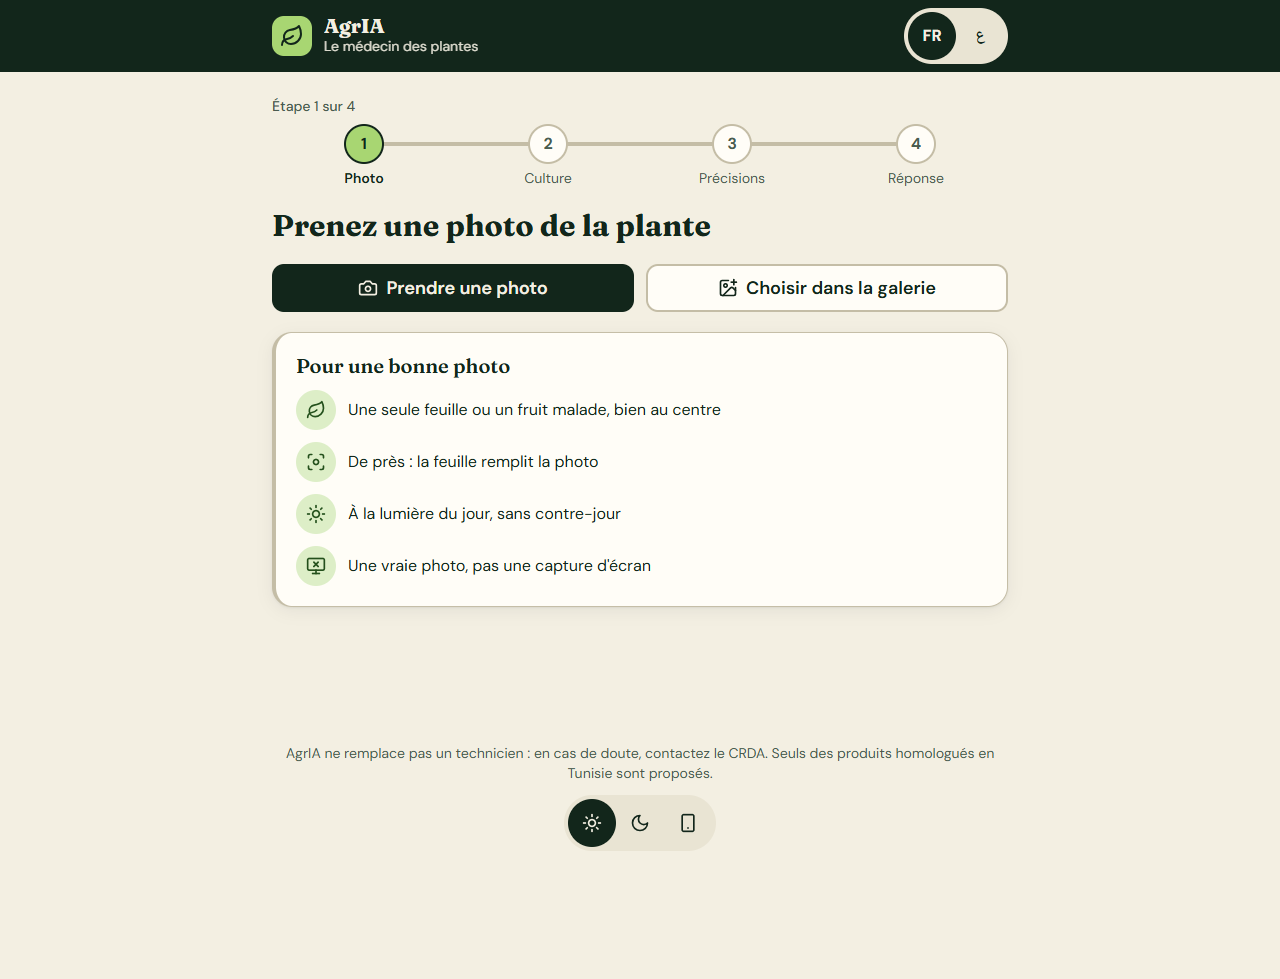 AgrIA
Le médecin des plantes
FR
ع
Étape 1 sur 4
1
2
3
4
Photo
Culture
Précisions
Réponse
Prenez une photo de la plante
Prendre une photo
Choisir dans la galerie
Pour une bonne photo
Une seule feuille ou un fruit malade, bien au centre
De près : la feuille remplit la photo
À la lumière du jour, sans contre-jour
Une vraie photo, pas une capture d'écran
AgrIA ne remplace pas un technicien : en cas de doute, contactez le CRDA. Seuls des produits homologués en
Tunisie sont proposés.